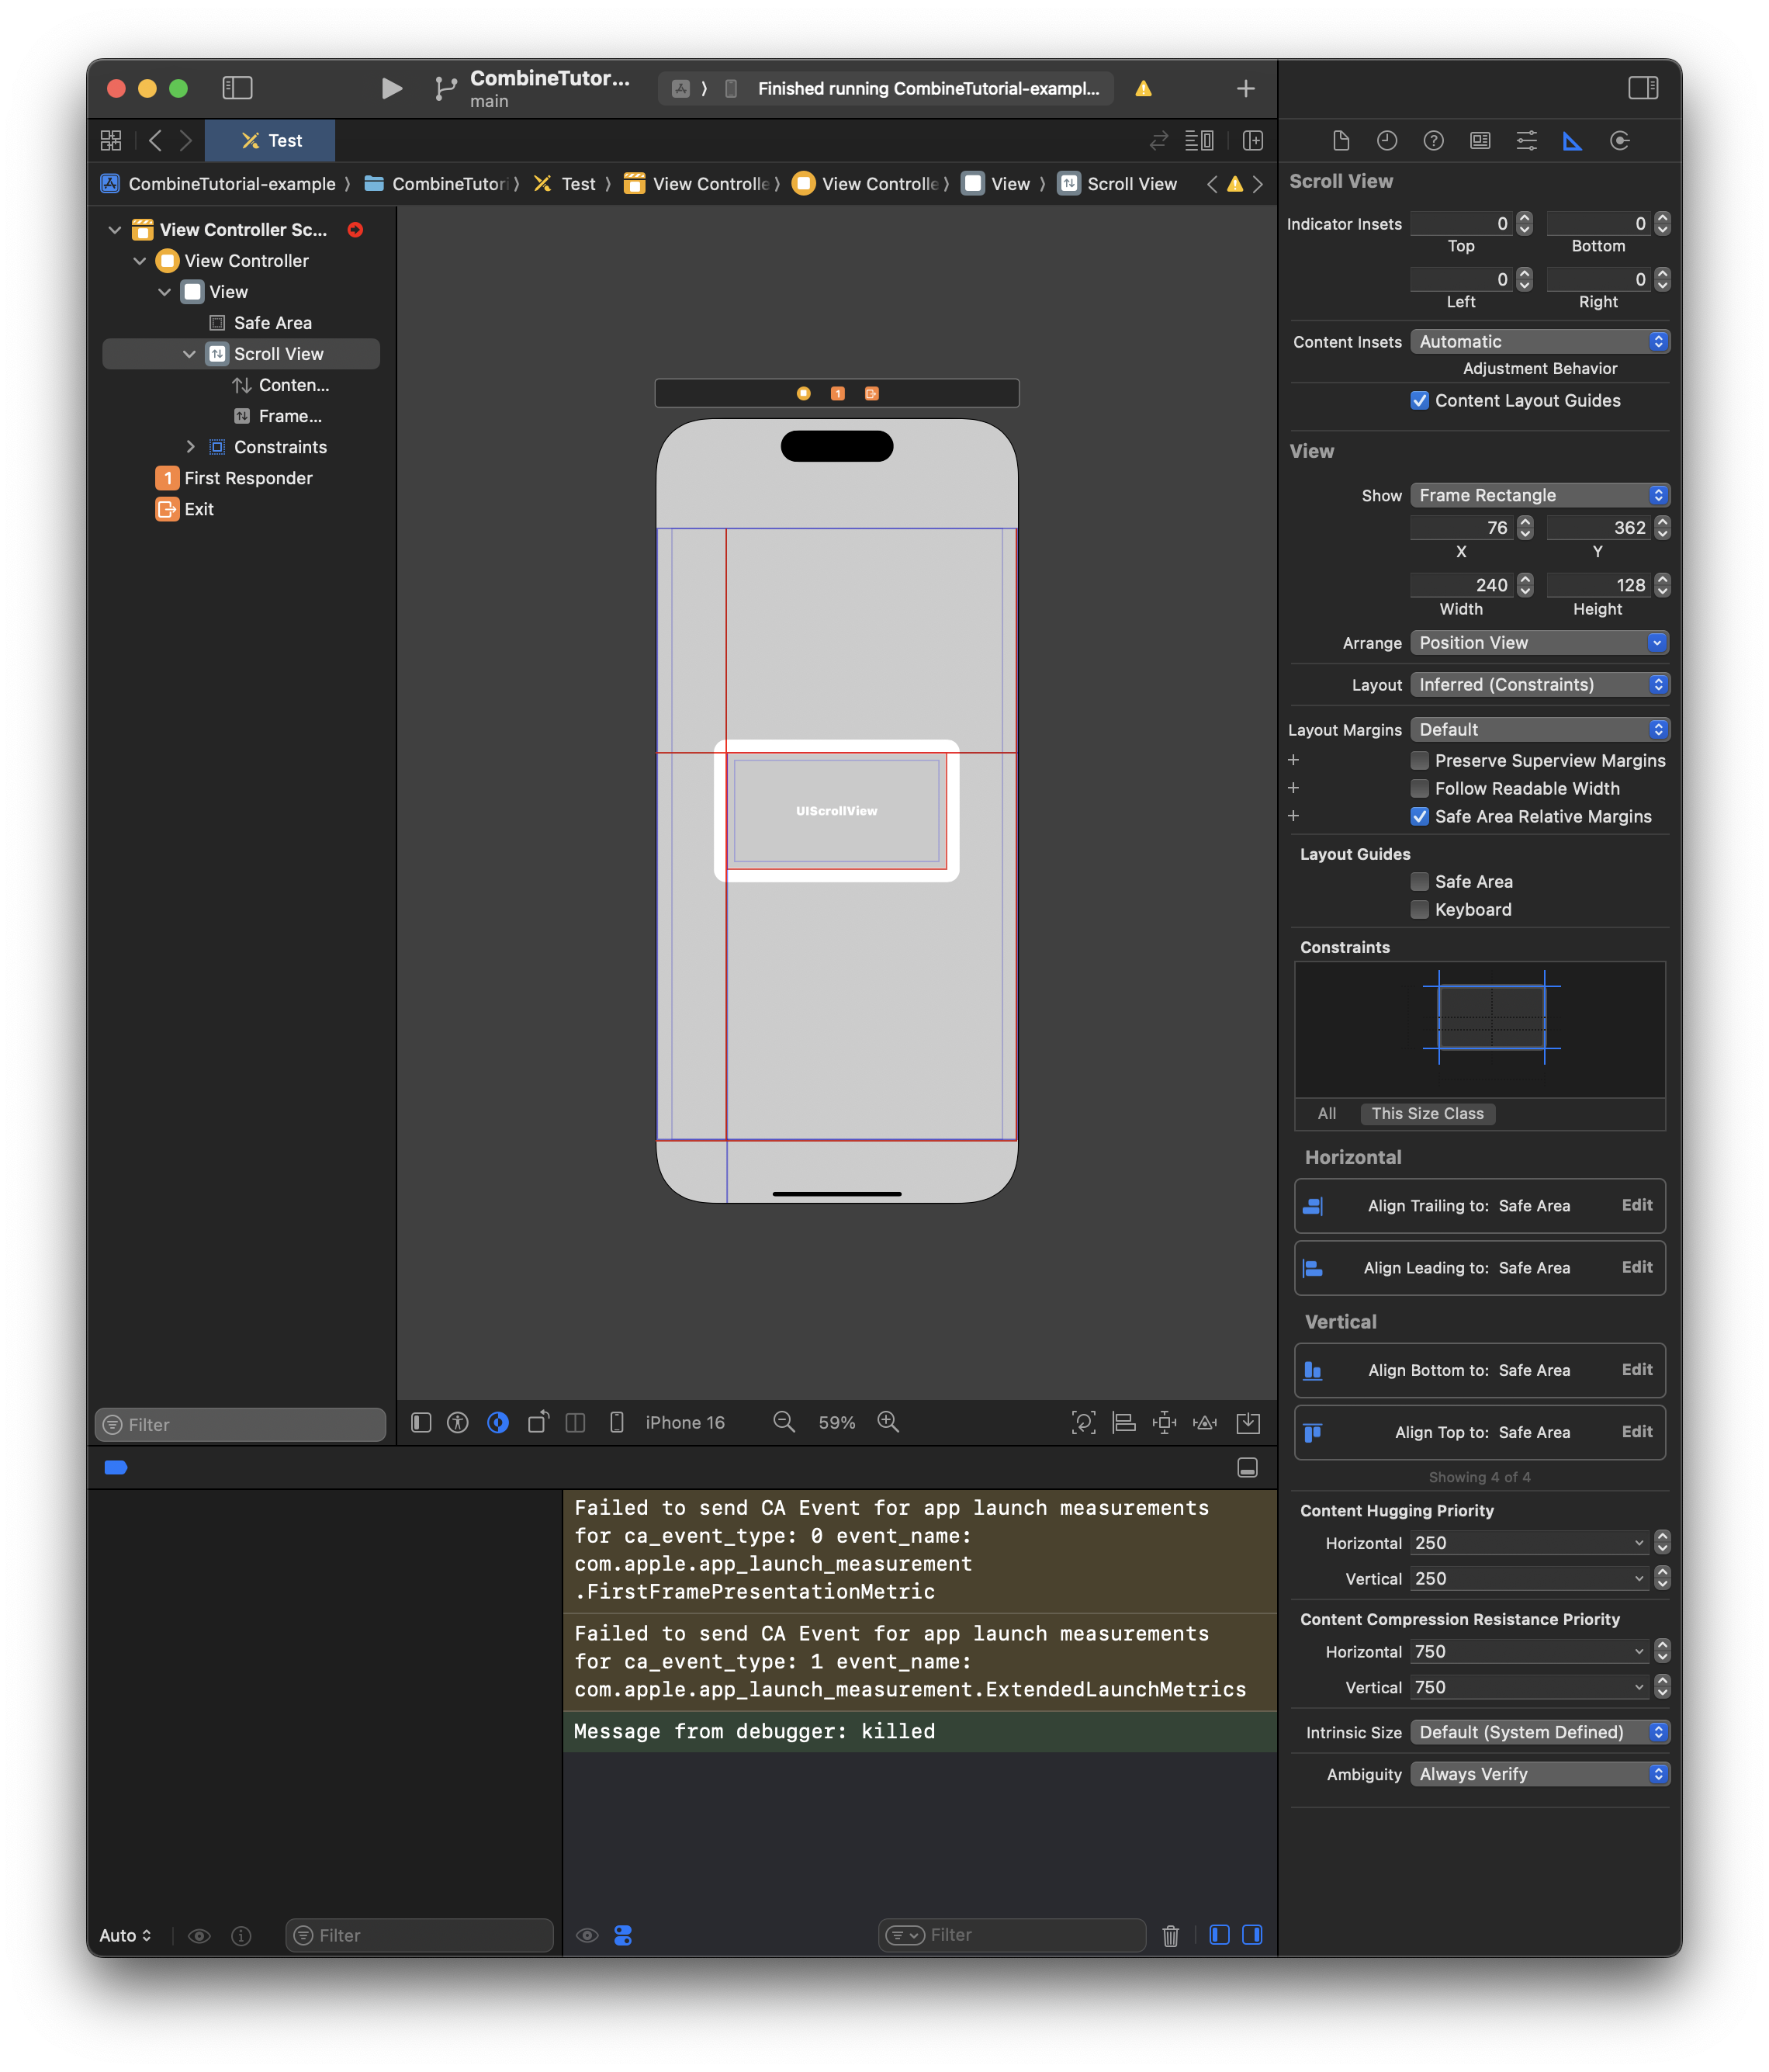 CombineTutor...
main
Finished running CombineTutorial-exampl...
Test
CombineTutorial-example
CombineTutori
Test
View Controlle
View Controlle
View
Scroll View
View Controller Sc...
View Controller
View
Safe Area
Scroll View
Conten...
Frame...
Constraints
1
First Responder
Exit
Filter
1
UIScrollView
iPhone 16
59%
Failed to send CA Event for app launch measurements
for ca_event_type: 0 event_name:
com.apple.app_launch_measurement
.FirstFramePresentationMetric
Failed to send CA Event for app launch measurements
for ca_event_type: 1 event_name:
com.apple.app_launch_measurement.ExtendedLaunchMetrics
Message from debugger: killed
Auto
Filter
Filter
Scroll View
Indicator Insets 0 0
Top Bottom
0 0
Left Right
Content Insets Automatic
Adjustment Behavior
Content Layout Guides
View
Show Frame Rectangle
76 362
X Y
240 128
Width Height
Arrange Position View
Layout Inferred (Constraints)
Layout Margins Default
Preserve Superview Margins
Follow Readable Width
Safe Area Relative Margins
Layout Guides
Safe Area
Keyboard
Constraints
All This Size Class
Horizontal
Align Trailing to: Safe Area Edit
Align Leading to: Safe Area Edit
Vertical
Align Bottom to: Safe Area Edit
Align Top to: Safe Area Edit
Showing 4 of 4
Content Hugging Priority
Horizontal 250
Vertical 250
Content Compression Resistance Priority
Horizontal 750
Vertical 750
Intrinsic Size Default (System Defined)
Ambiguity Always Verify